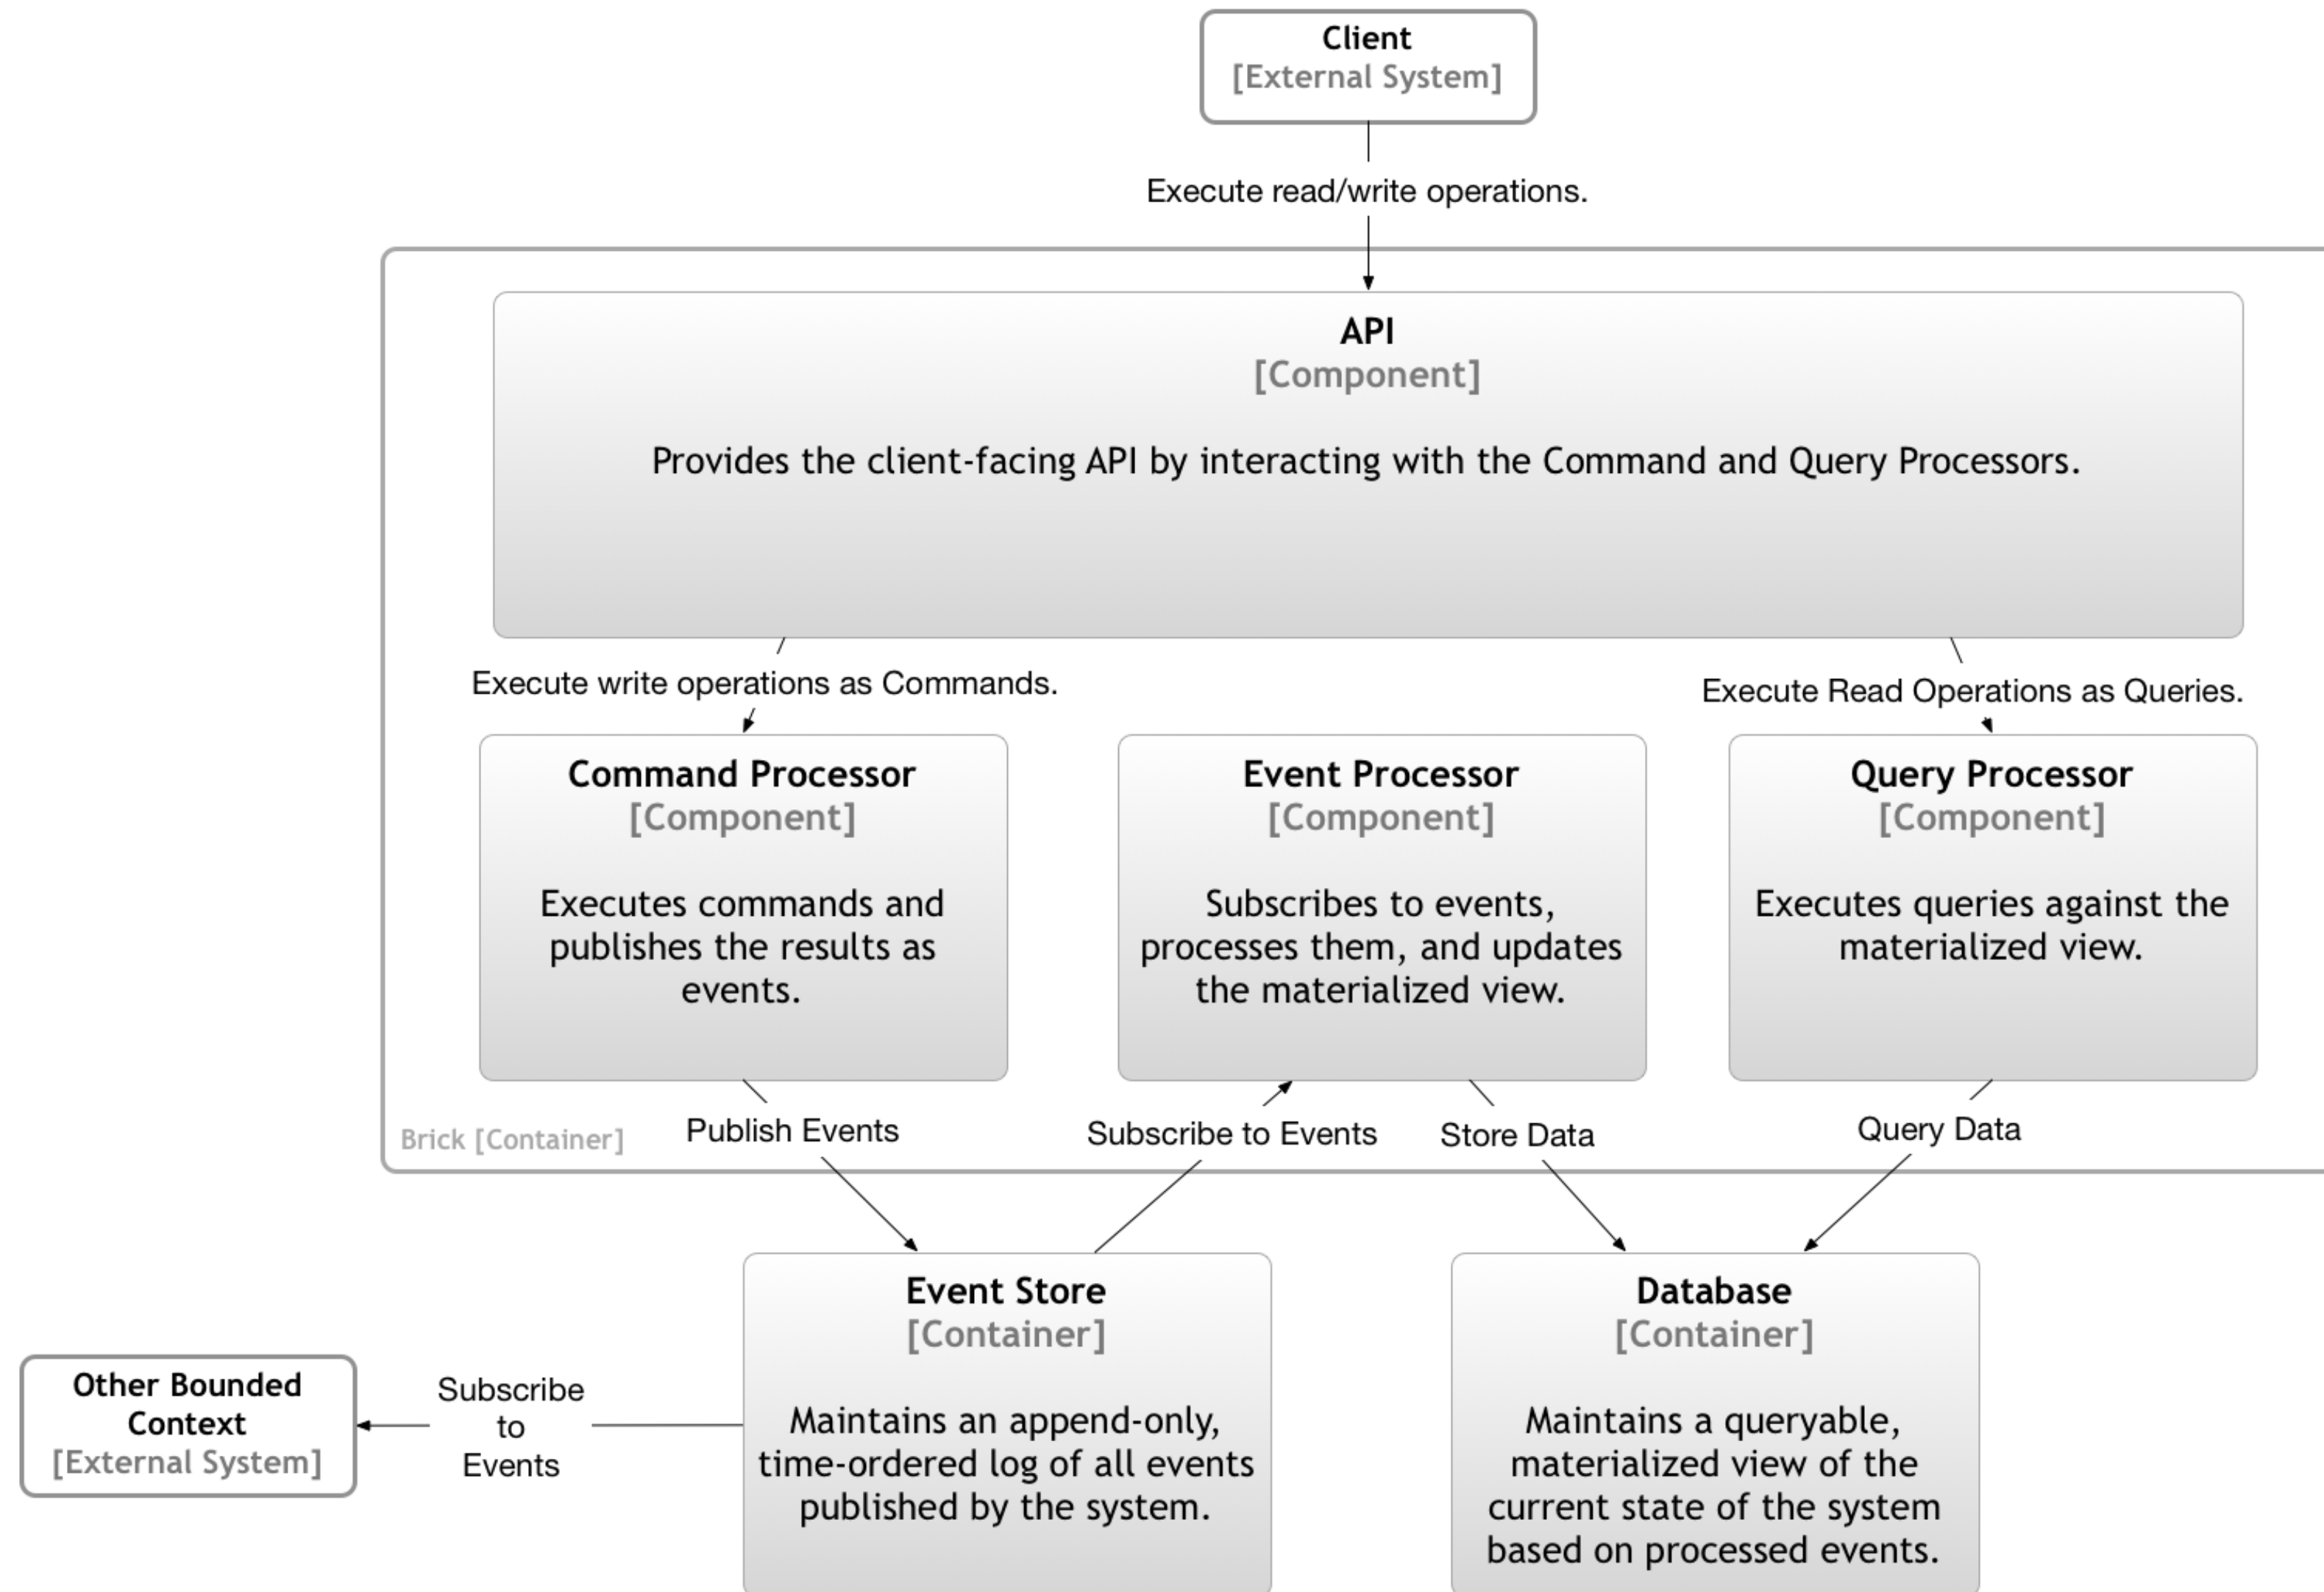 Client
[External System]
Execute read/write operations.
API
[Component]
Provides the client-facing API by interacting with the Command and Query Processors.
Execute write operations as Commands.
Execute Read Operations as Queries.
Command Processor
[Component]
Executes commands and
publishes the results as
events.
Event Processor
[Component]
Subscribes to events,
processes them, and updates
the materialized view.
Query Processor
[Component]
Executes queries against the
materialized view.
Brick [Container]
Publish Events
Subscribe to Events
Store Data
Query Data
Other Bounded
Context
[External System]
Subscribe
to
Events
Event Store
[Container]
Maintains an append-only,
time-ordered log of all events
published by the system.
Database
[Container]
Maintains a queryable,
materialized view of the
current state of the system
based on processed events.